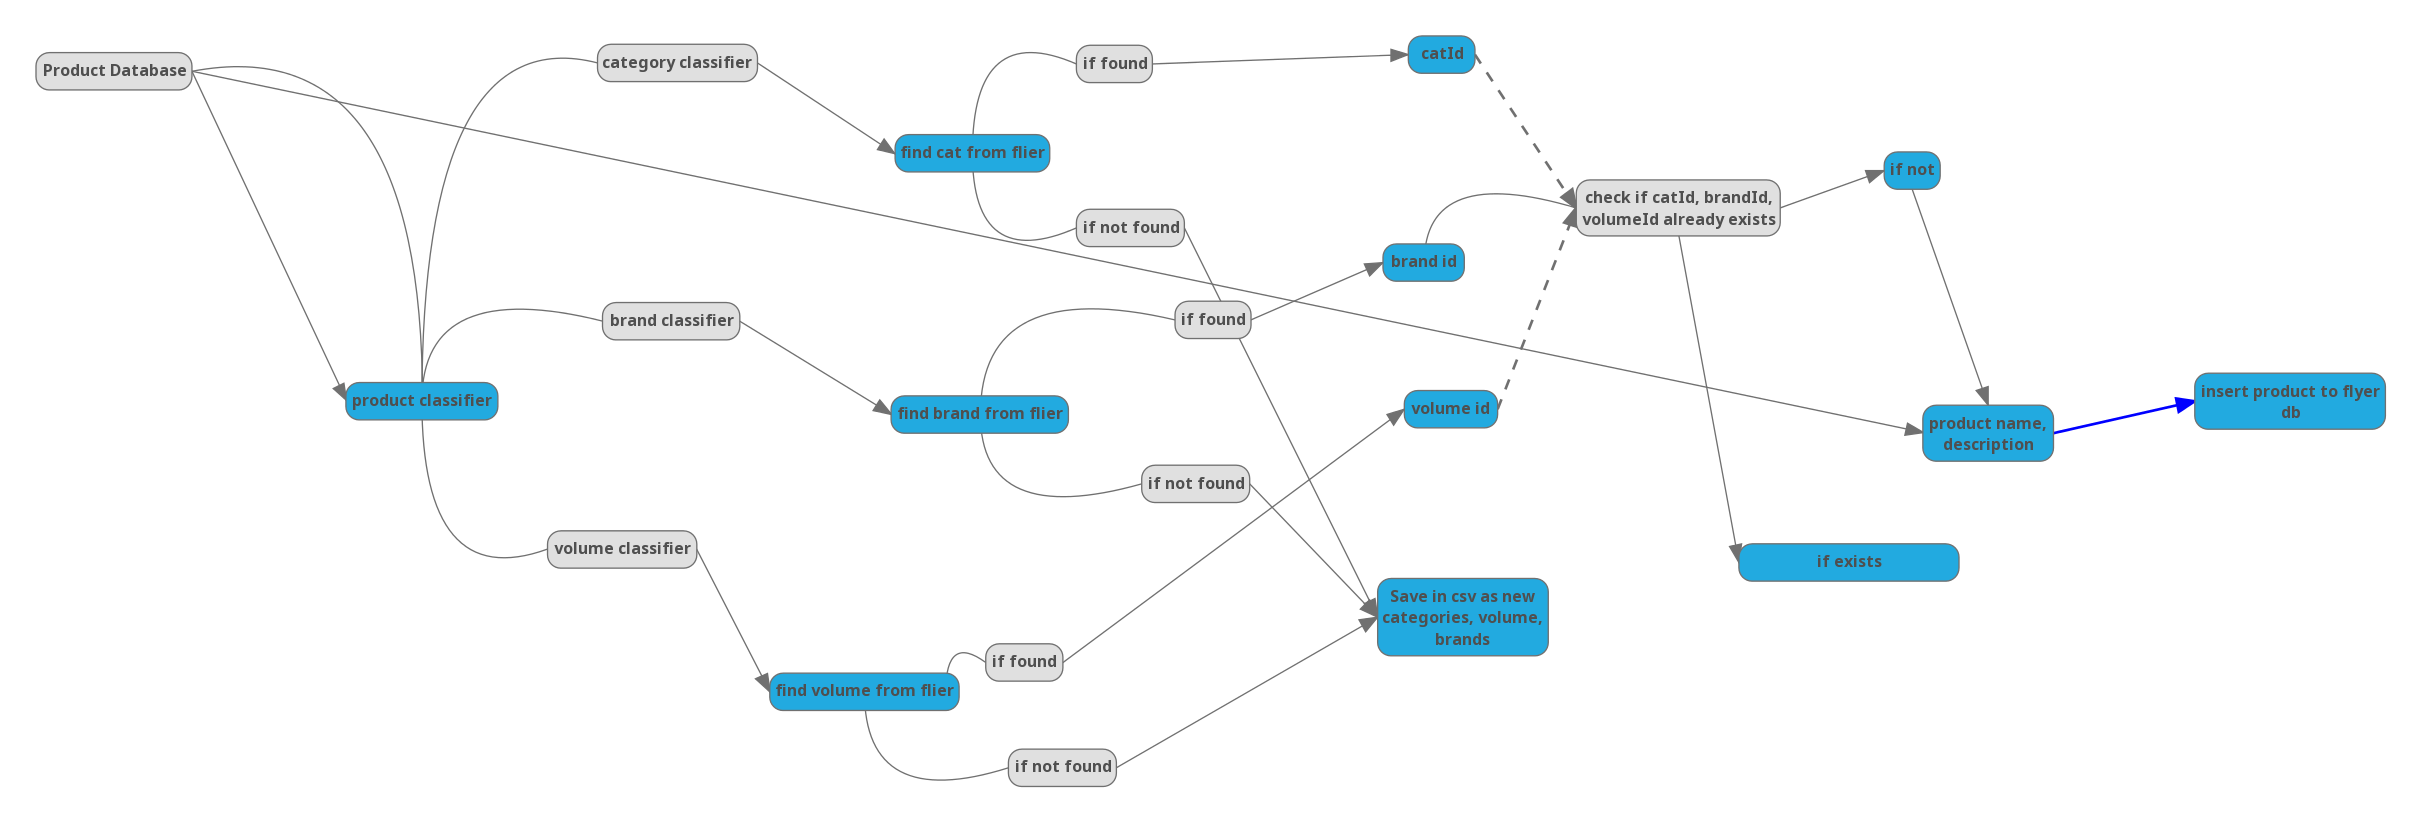 Product Database
category classifier
if found
catId
find cat from flier
if not found
check if catId, brandId,
volumeId already exists
if not
brand id
brand classifier
if found
product classifier
find brand from flier
volume id
product name,
description
insert product to flyer
db
if not found
volume classifier
if exists
Save in csv as new
categories, volume,
brands
if found
find volume from flier
if not found